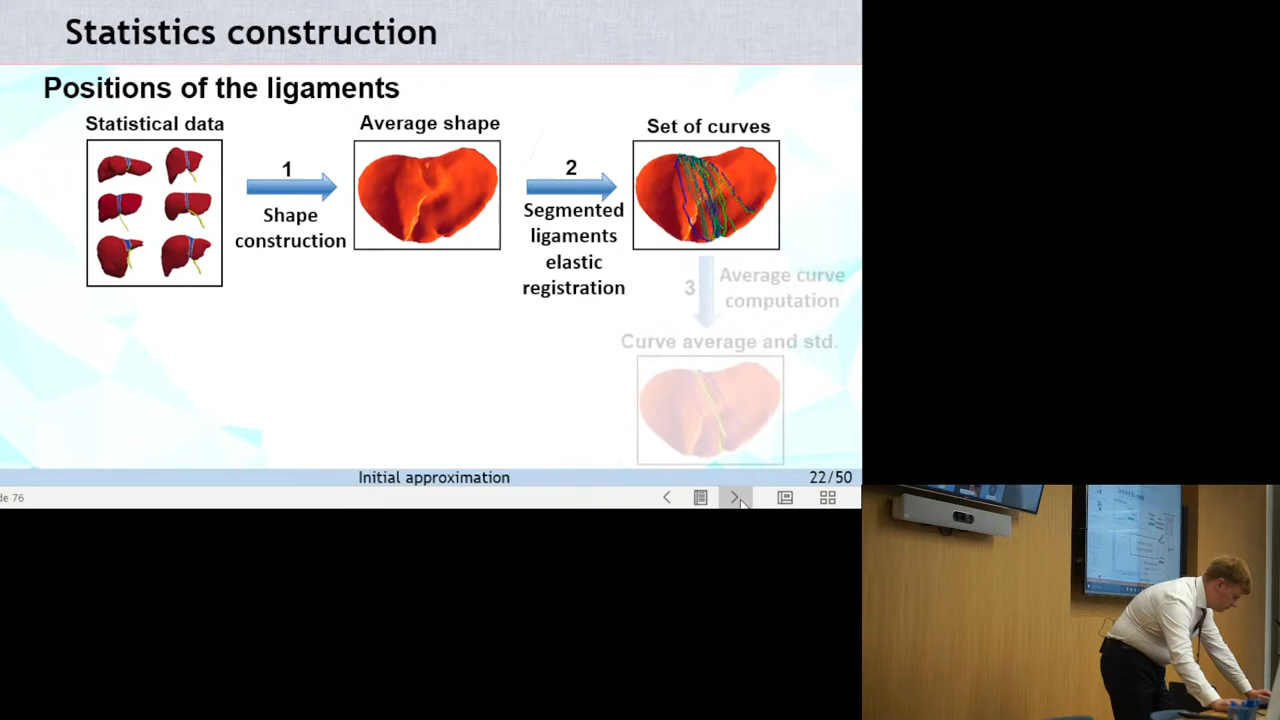 Statistics construction
Positions of the ligaments
Statistical data
1
Shape
construction
Average shape
2
Segmented
ligaments
elastic
registration
Set of curves
3
Average curve
computation
Curve average and std.
Initial approximation
22/50
de 76